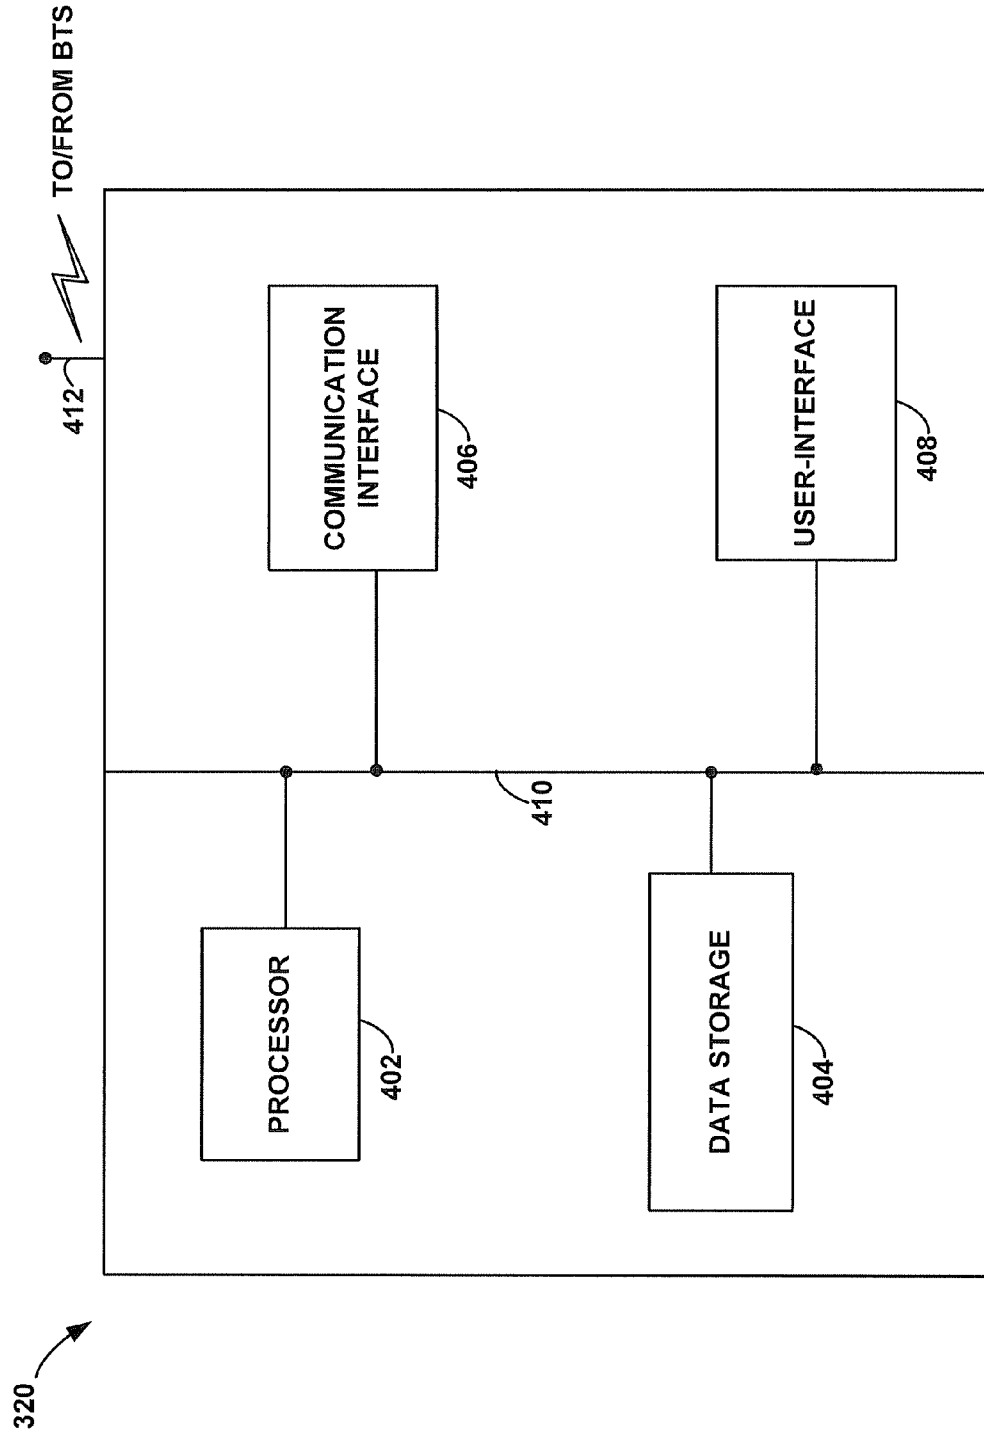 320
PROCESSOR
402
DATA STORAGE
404
410
COMMUNICATION
INTERFACE
406
USER-INTERFACE
408
412
TO/FROM BTS